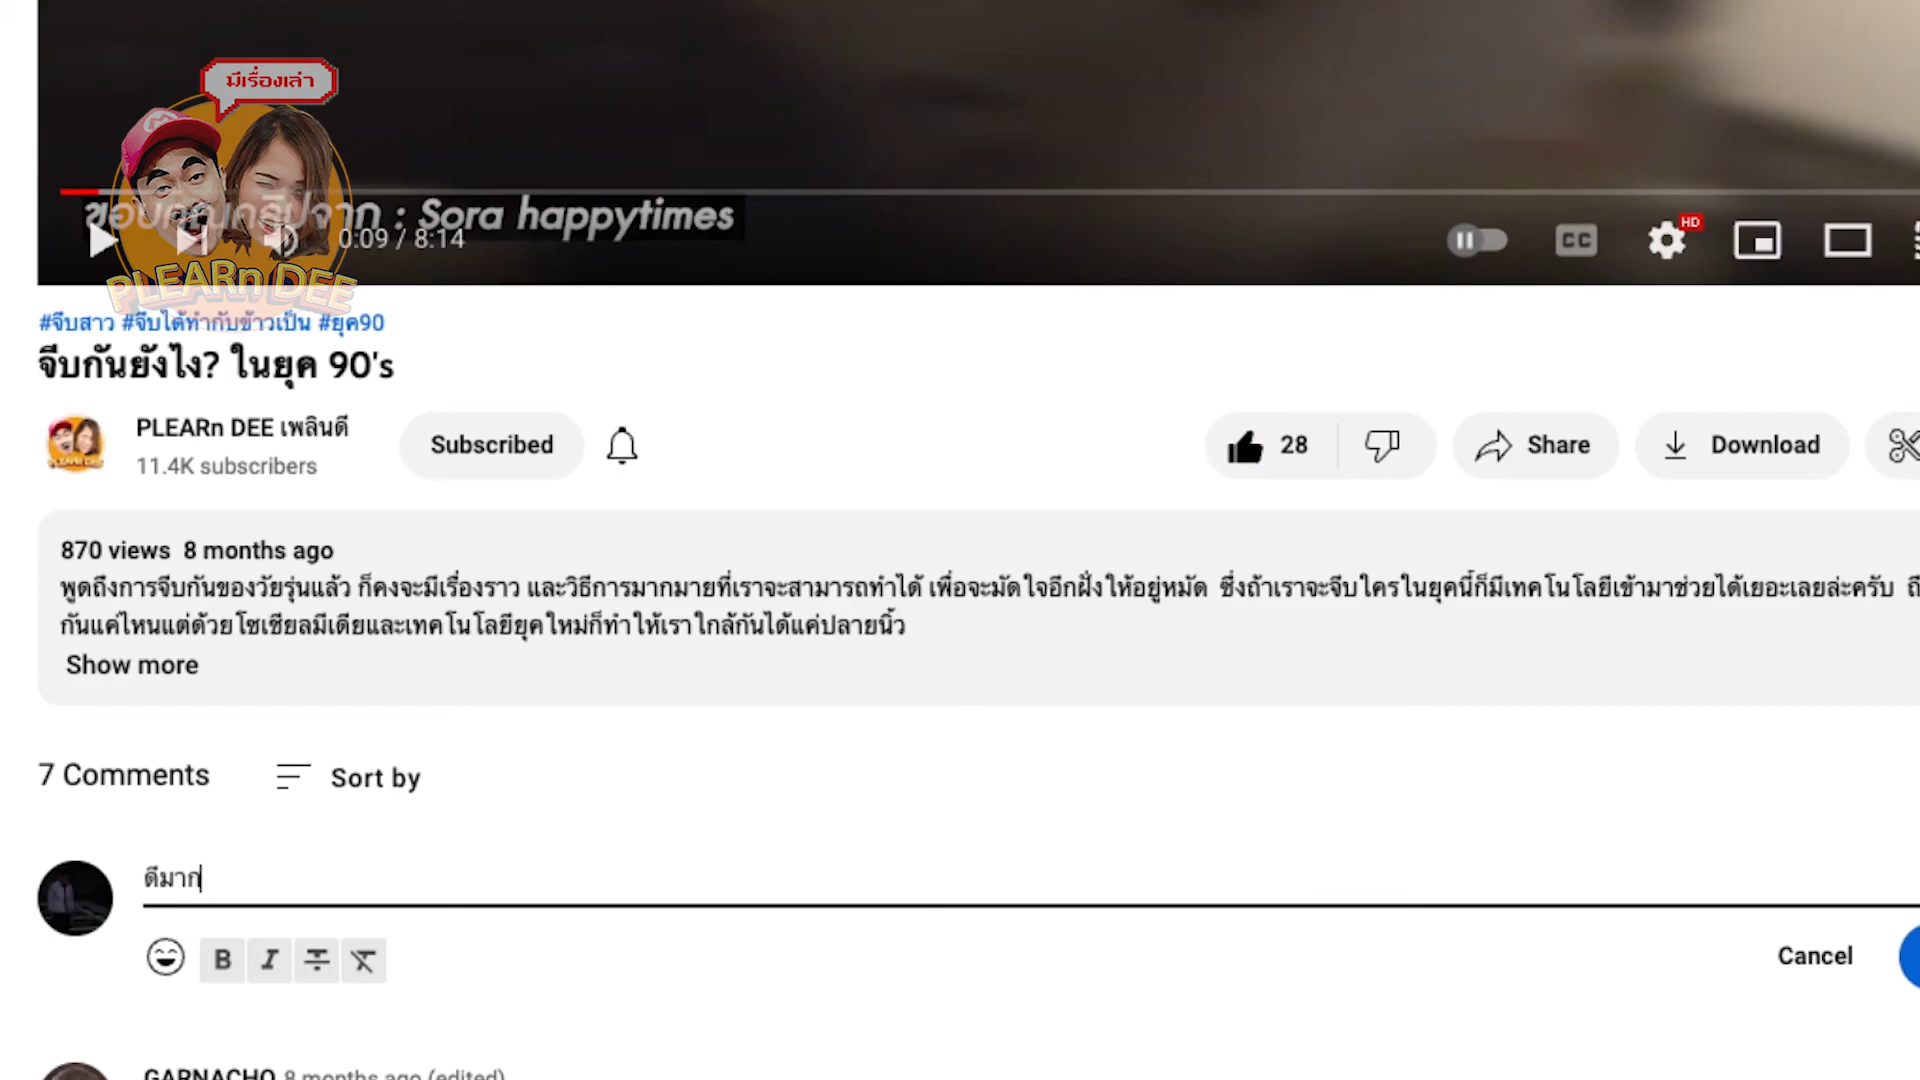 มีเรื่องเล่า
ขอบคุณคลิปจาก : Sora happytimes
0:09 / 8:14
CC
HD
PLEARn DEE
#จีบสาว #จีบได้ทำกับข้าวเป็น #ยุค90
จีบกันยังไง? ในยุค 90's
PLEARn DEE เพลินดี
11.4K subscribers
Subscribed
28
Share
Download
870 views 8 months ago
พูดถึงการจีบกันของวัยรุ่นแล้ว ก็คงจะมีเรื่องราว และวิธีการมากมายที่เราจะสามารถทำได้ เพื่อจะมัดใจอีกฝั่งให้อยู่หมัด ซึ่งถ้าเราจะจีบใครในยุคนี้ก็มีเทคโนโลยีเข้ามาช่วยได้เยอะเลยล่ะครับ
กันแค่ไหนแต่ด้วยโซเชียลมีเดียและเทคโนโลยียุคใหม่ก็ทำให้เราใกล้กันได้แค่ปลายนิ้ว
Show more
7 Comments
Sort by
ดีมาก
B I
Cancel
GARNACHO 8 months ago (edited)